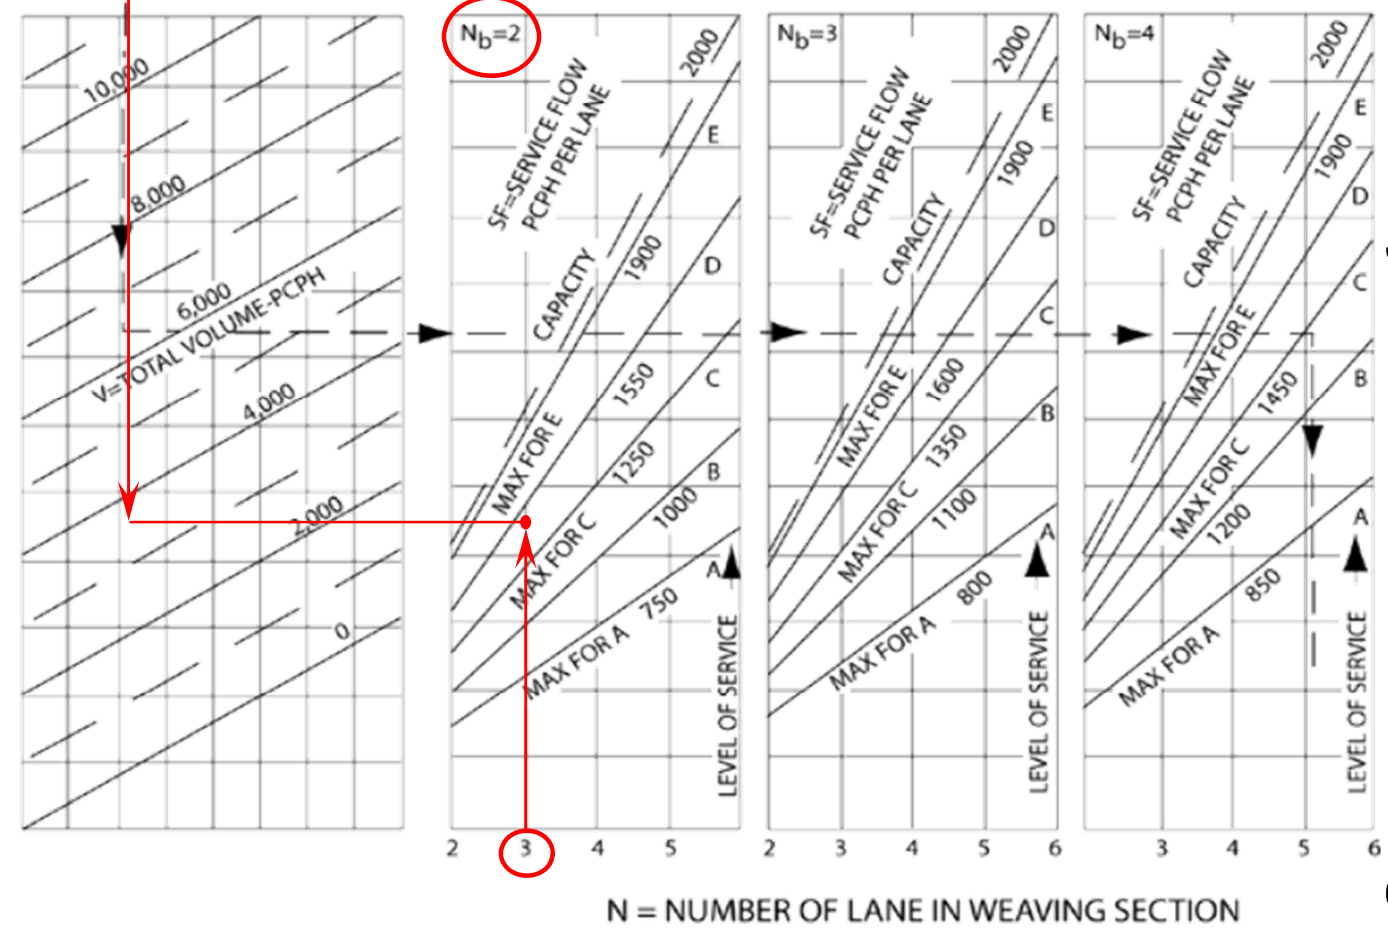 10,000
8,000
6,000
V=TOTAL VOLUME-PCPH
4,000
2,000
0
Nb=2
SF=SERVICE FLOW
PCPH PER LANE
2000
E
CAPACITY
1900
D
MAX FOR E
1550
C
1250
B
MAX FOR C
1000
A
750
MAX FOR A
LEVEL OF SERVICE
2 3 4 5
Nb=3
SF=SERVICE FLOW
PCPH PER LANE
2000
E
1900
CAPACITY
D
C
MAX FOR E
1600
B
1350
MAX FOR C
1100
A
800
MAX FOR A
LEVEL OF SERVICE
2 3 4 5 6
Nb=4
SF=SERVICE FLOW
PCPH PER LANE
2000
E
1900
D
CAPACITY
C
MAX FOR E
B
1450
MAX FOR C
1200
A
850
MAX FOR A
LEVEL OF SERVICE
3 4 5 6
N = NUMBER OF LANE IN WEAVING SECTION